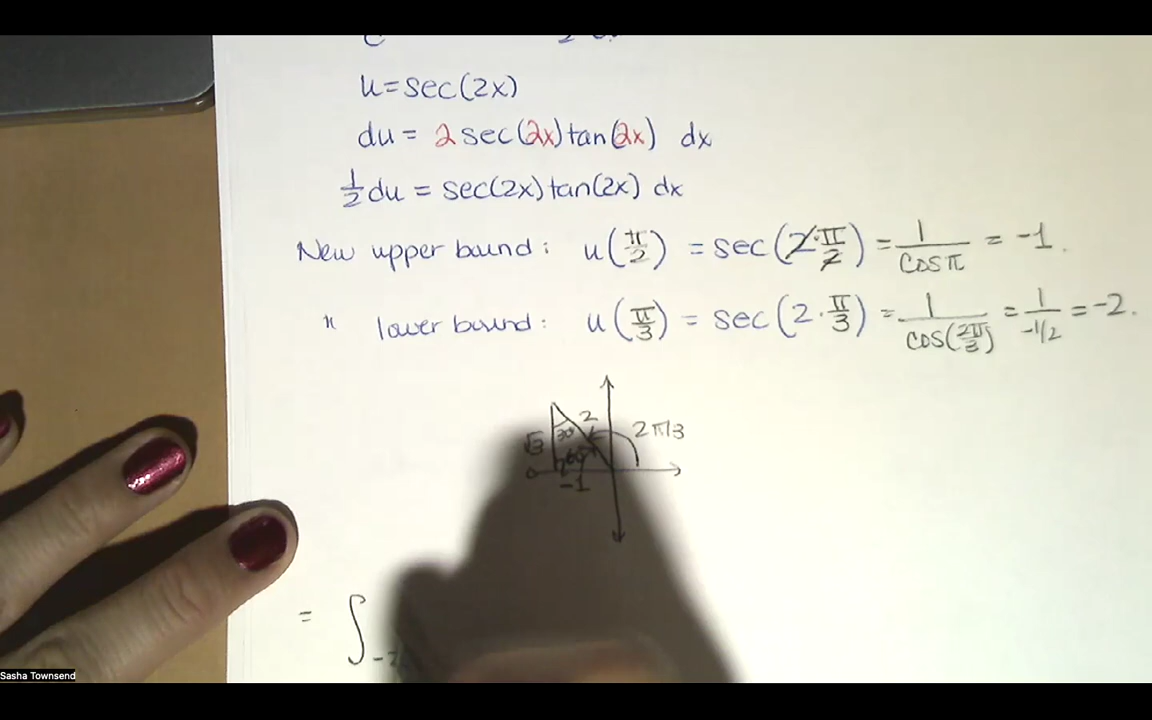 u=sec(2x)
du = 2 sec(2x)tan(2x) dx
1/2 du = sec(2x)tan(2x) dx
New upper bound: u(π/2) = sec(2·π/2) = 1/cosπ = -1.
" lower bound: u(π/3) = sec(2·π/3) = 1/cos(2π/3) = 1/-1/2 = -2.
2
2π/3
√3
30°
60°
-1
= ∫
-2
Sasha Townsend